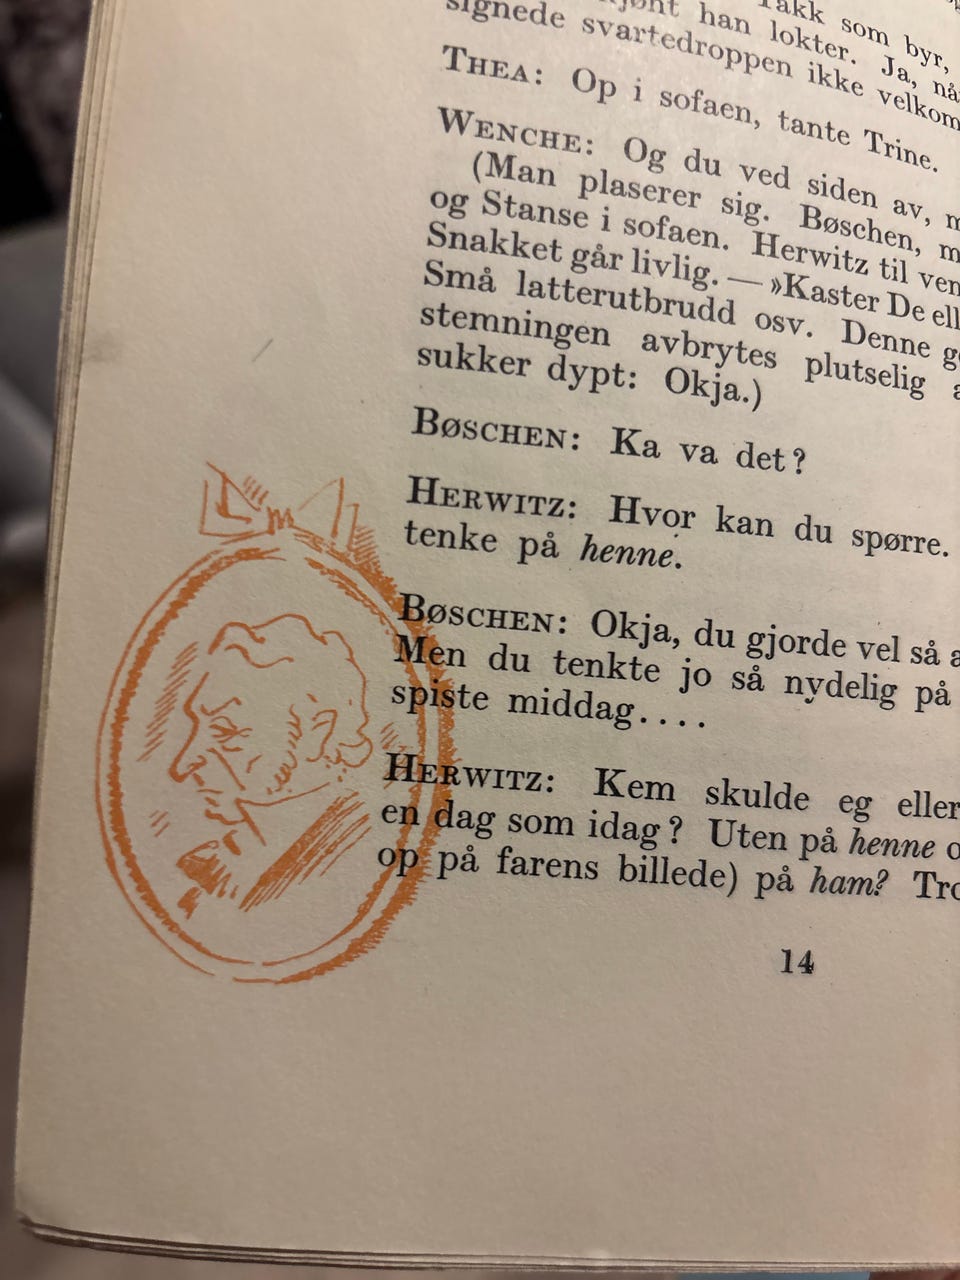 han lokter. Ja,
signede svartedroppen ikke
THEA: Op i sofaen, tante Trine.
WENCHE: Og du ved siden av,
(Man plaserer sig. Bøschen,
og Stanse i sofaen. Herwitz til
Snakket går livlig. — »Kaster De
Små latterutbrudd osv. Denne
stemningen avbrytes plutselig
sukker dypt: Okja.)
BØSCHEN: Ka va det?
HERWITZ: Hvor kan du spørre.
tenke på henne.
BØSCHEN: Okja, du gjorde vel så
Men du tenkte jo så nydelig på
spiste middag....
HERWITZ: Kem skulde eg eller
en dag som idag? Uten på henne
op på farens billede) på ham?
14